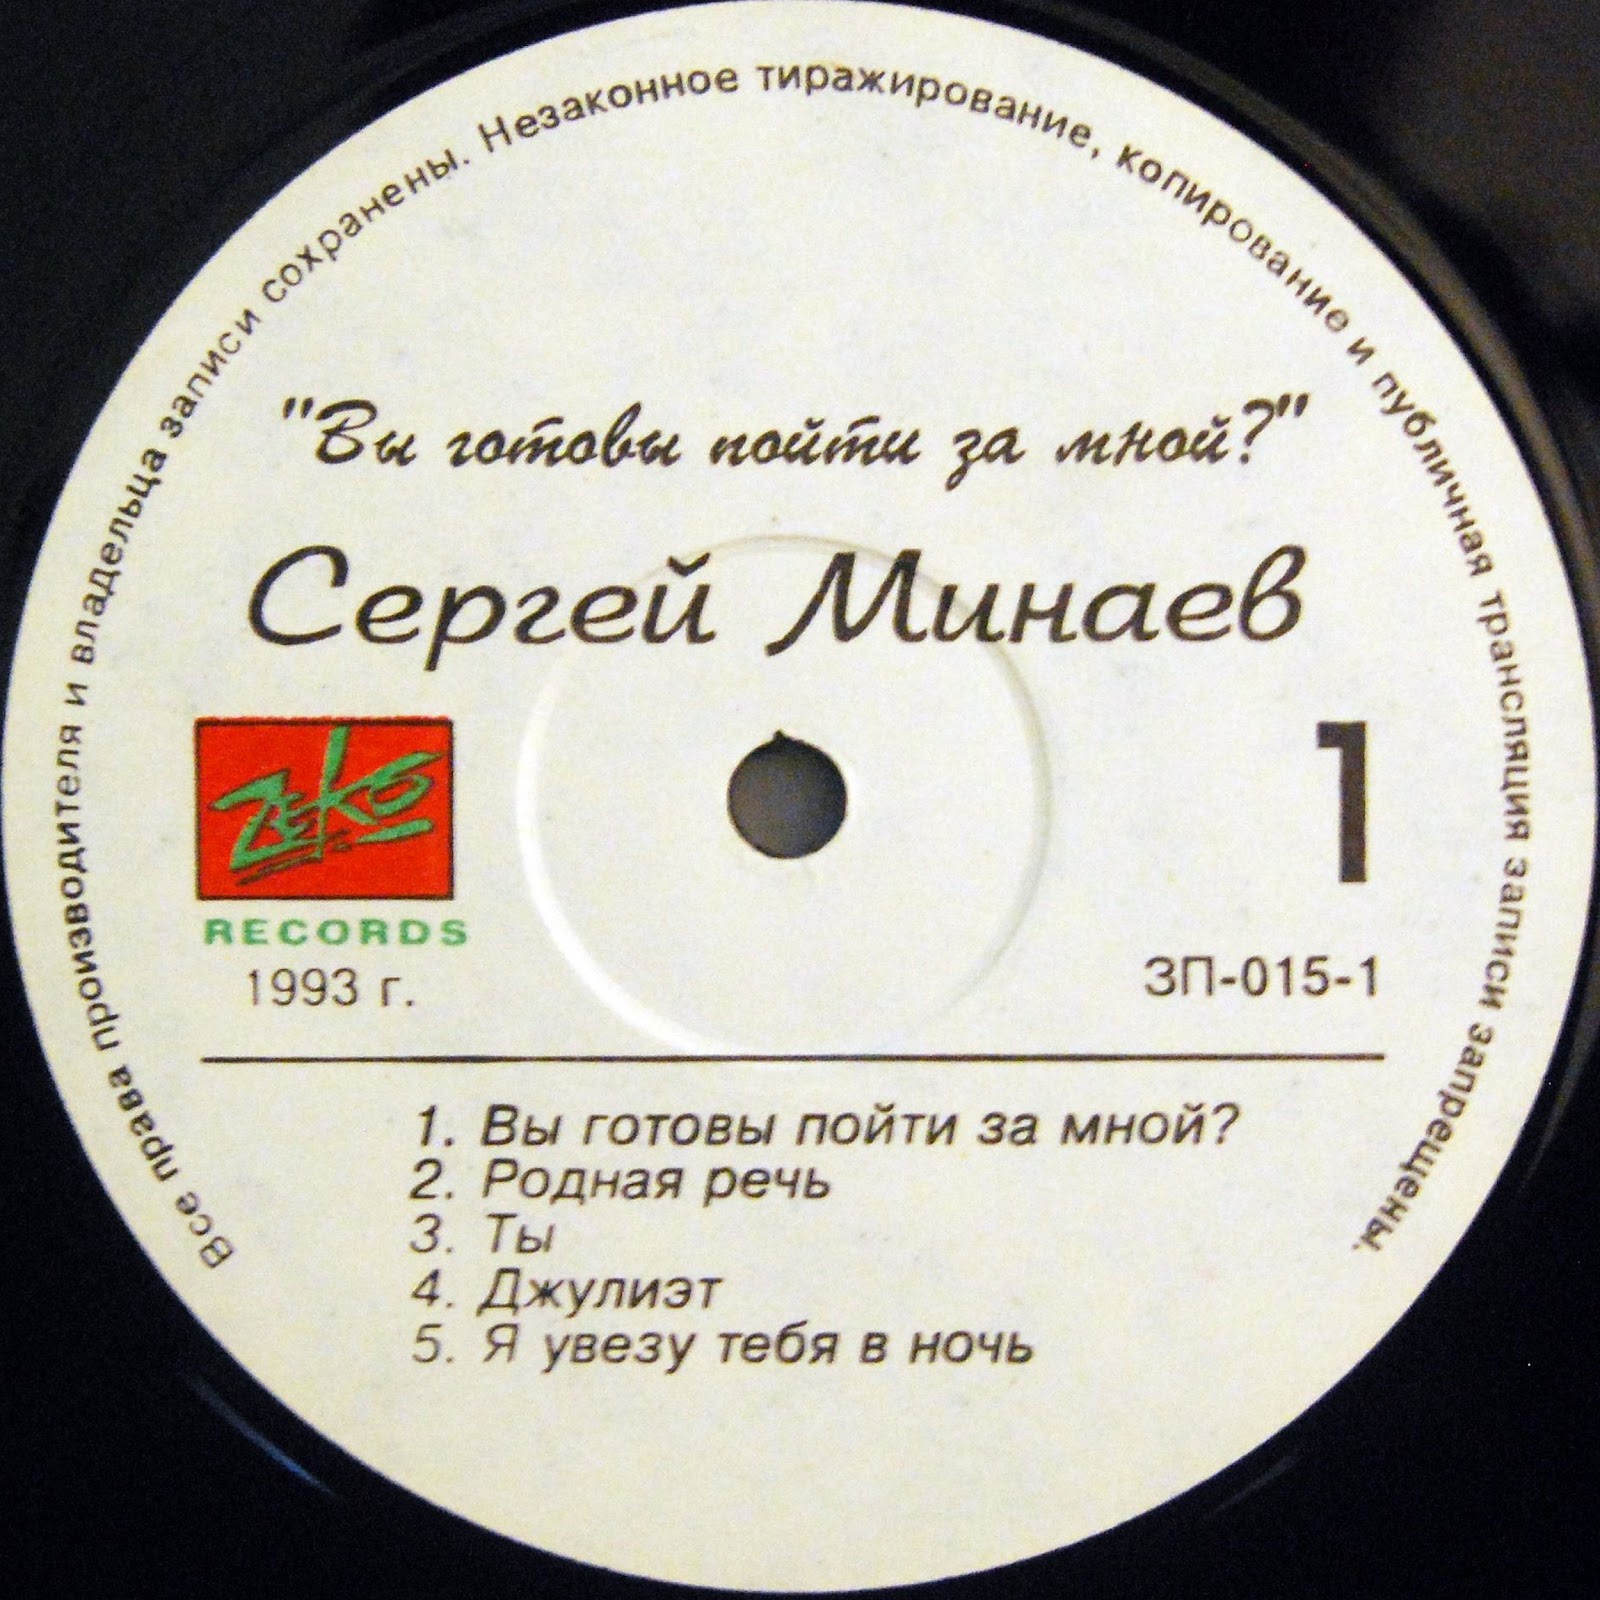 Все права производителя и владельца записи сохранены. Незаконное тиражирование, копирование и публичная трансляция записи запрещены.
"Вы готовы пойти за мной?"
Сергей Минаев
ZEKO
RECORDS
1993 г.
1
ЗП-015-1
1. Вы готовы пойти за мной?
2. Родная речь
3. Ты
4. Джулиэт
5. Я увезу тебя в ночь